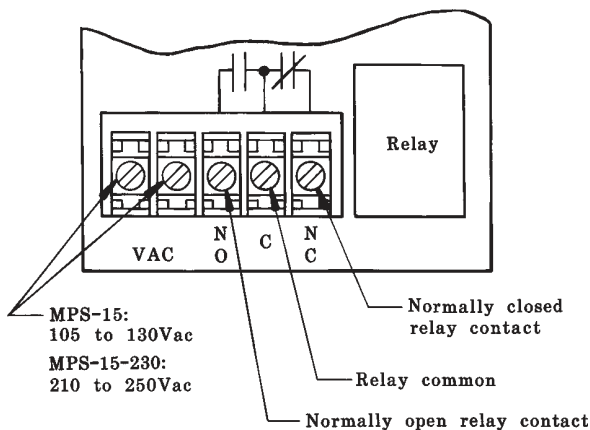 Relay
VAC
N
O
C
N
C
MPS-15:
105 to 130Vac
MPS-15-230:
210 to 250Vac
Normally closed
relay contact
Relay common
Normally open relay contact